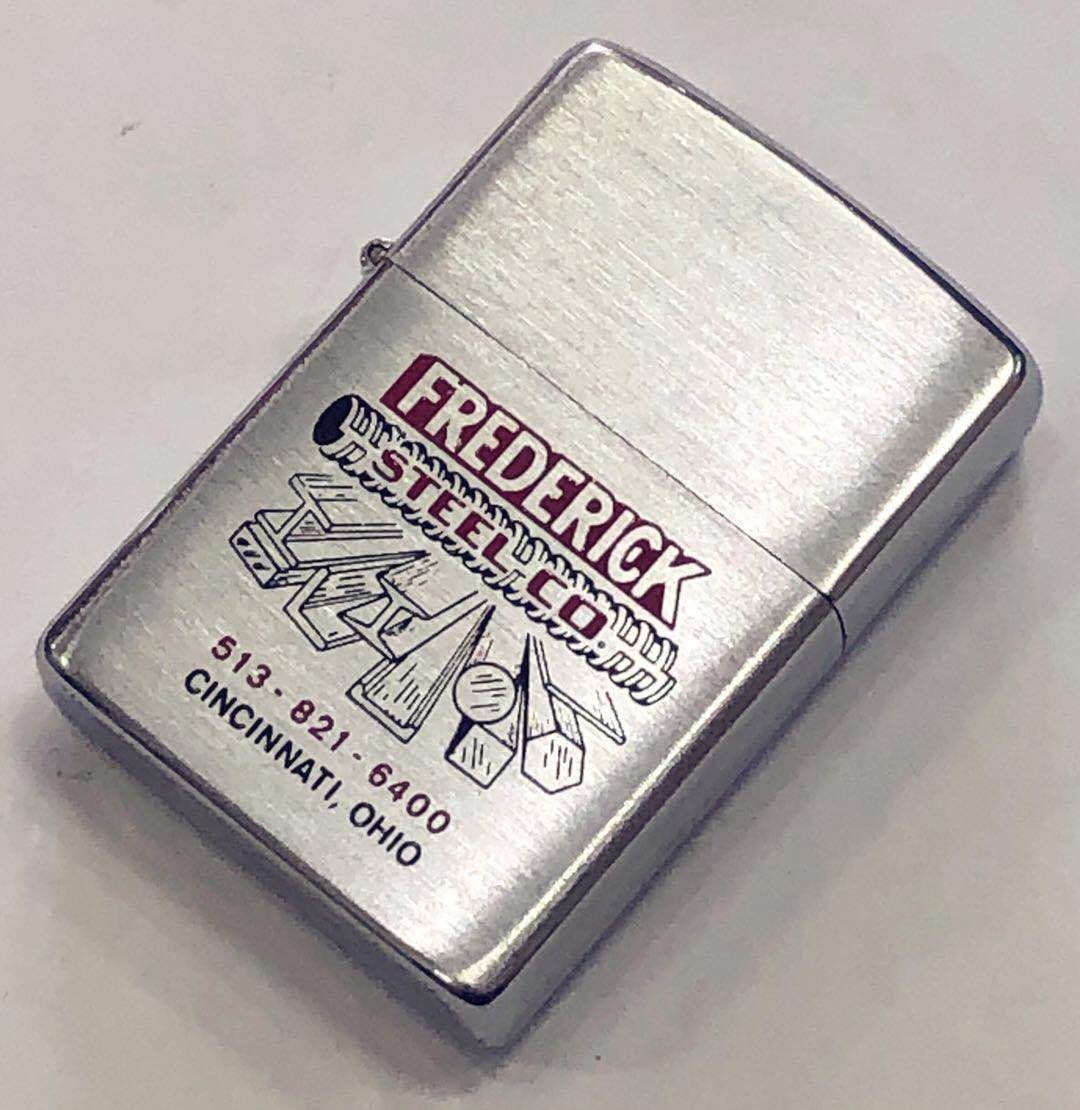 FREDERICK
STEEL CO.
513-821-6400
CINCINNATI, OHIO